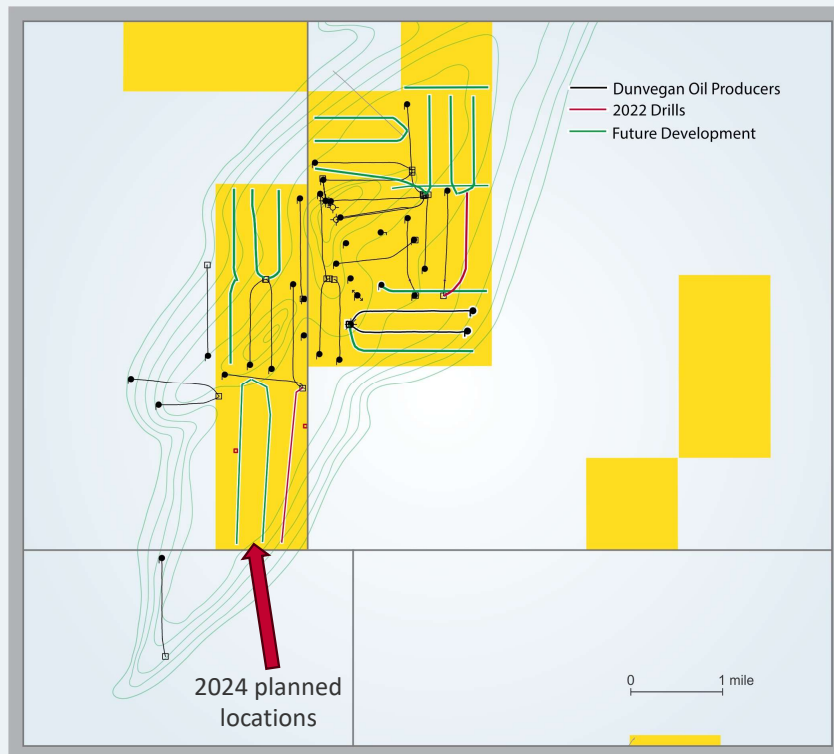 Dunvegan Oil Producers
2022 Drills
Future Development
2024 planned
locations
0 1 mile